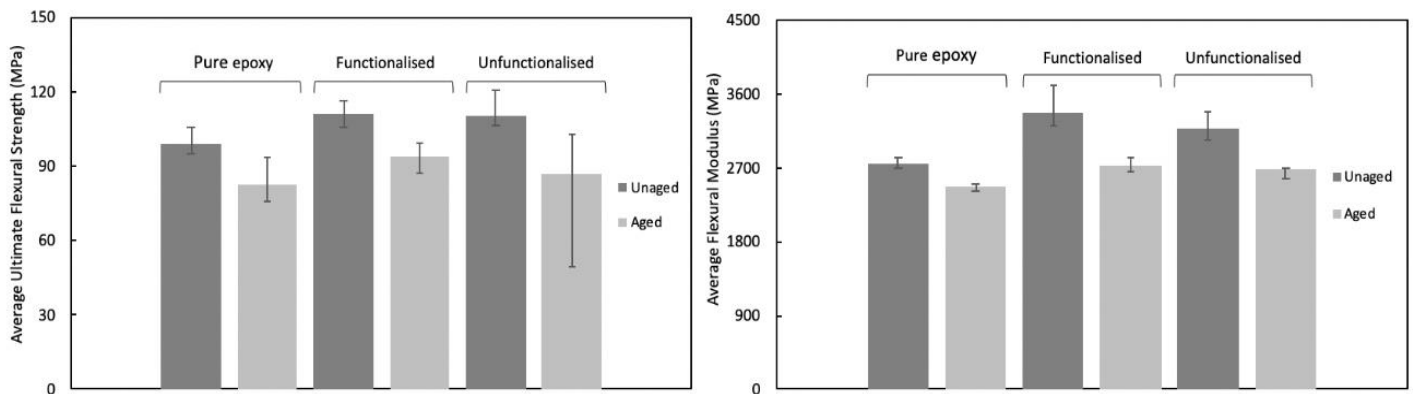 Average Ultimate Flexural Strength (MPa)
150
120
90
60
30
0
Pure epoxy
Functionalised
Unfunctionalised
Unaged
Aged
Average Flexural Modulus (MPa)
4500
3600
2700
1800
900
0
Pure epoxy
Functionalised
Unfunctionalised
Unaged
Aged